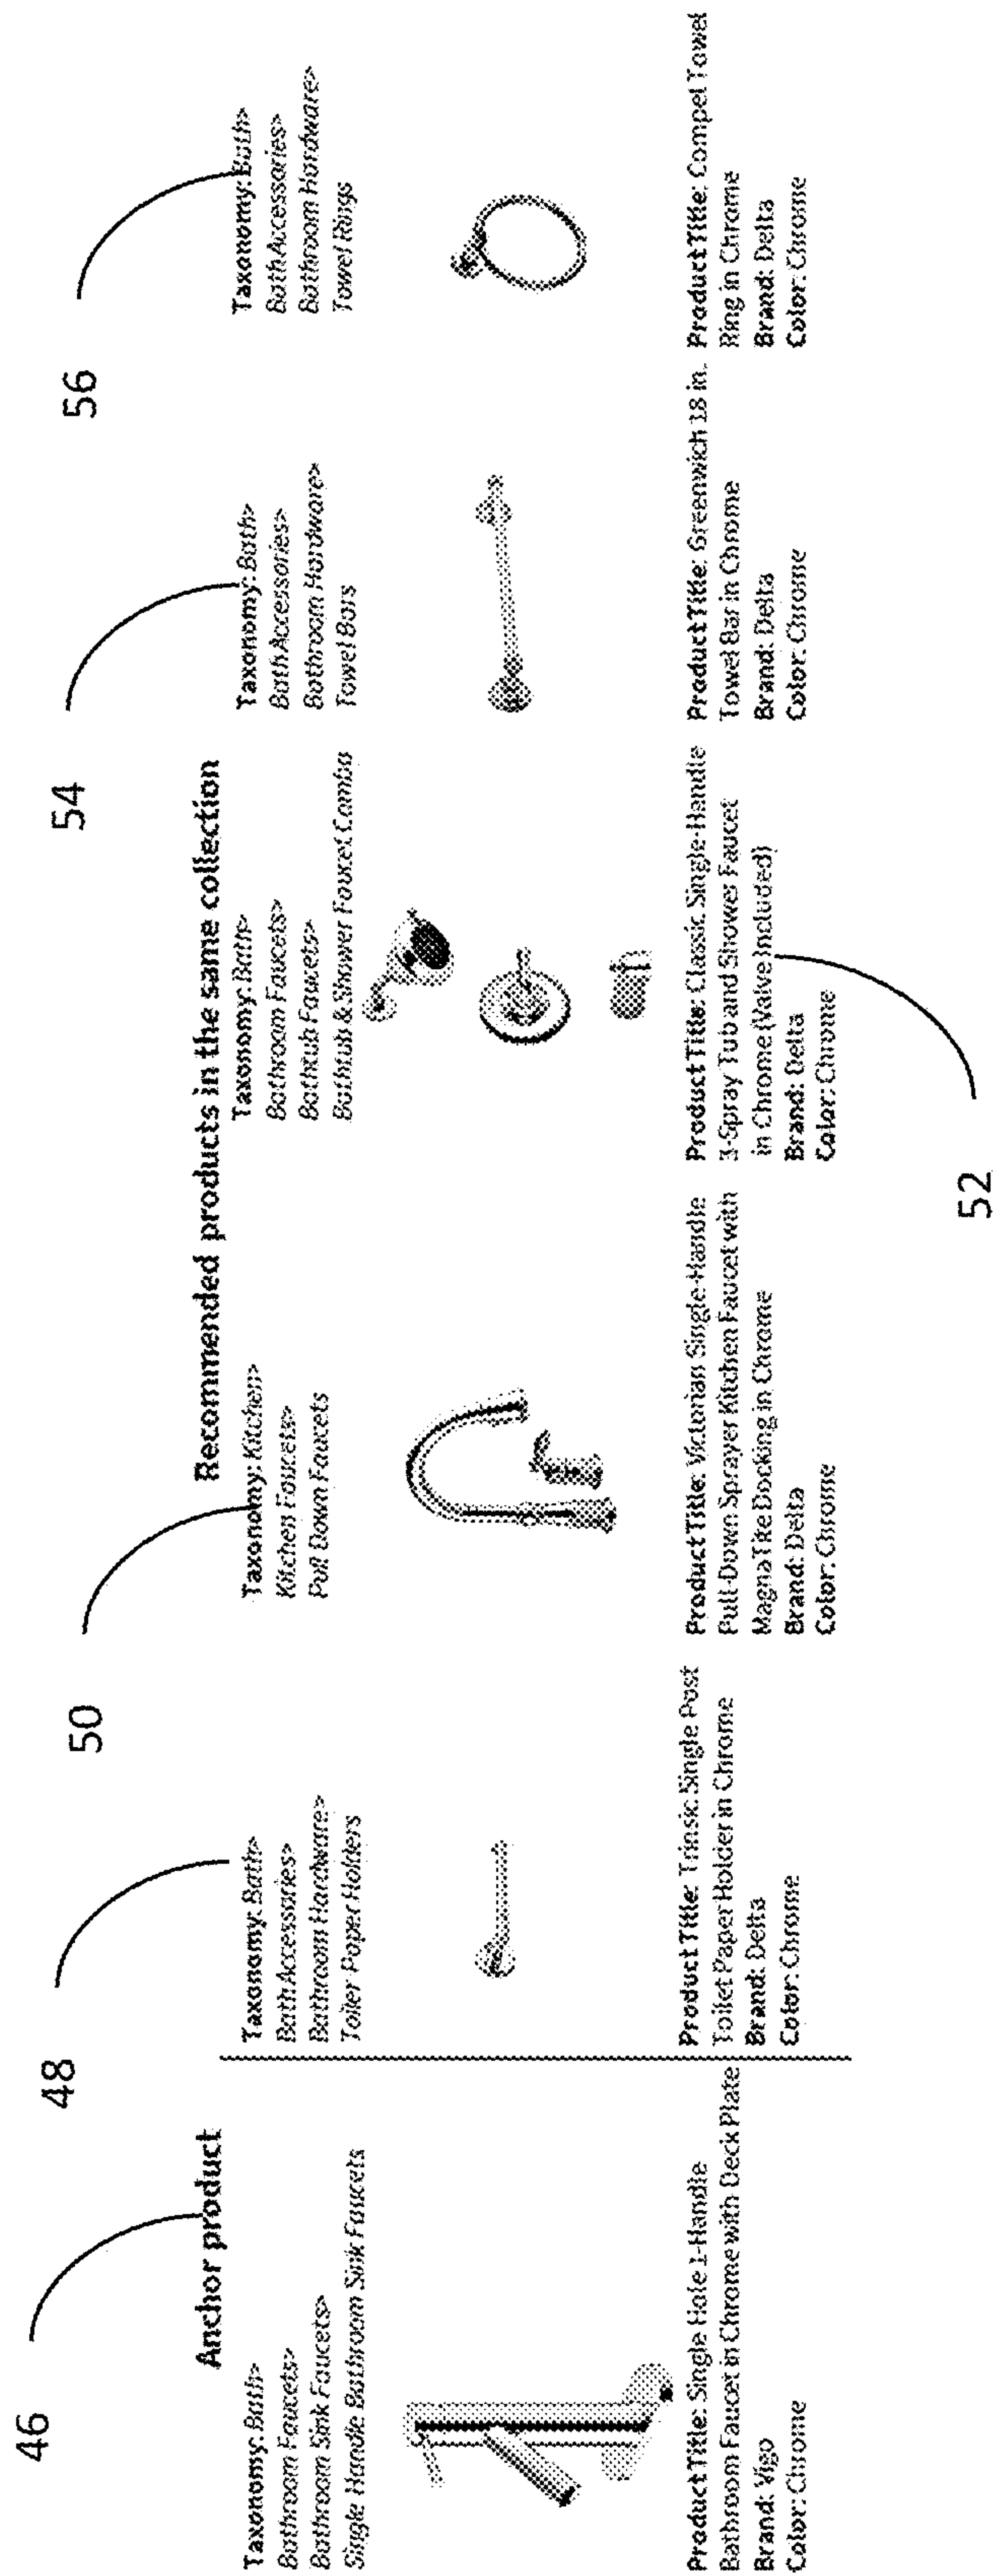 46
Anchor product
Taxonomy: Bath>
Bathroom Faucets>
Bathroom Sink Faucets>
Single Handle Bathroom Sink Faucets
Product Title: Single Hole 1-Handle
Bathroom Faucet in Chrome with Deck Plate
Brand: Vigo
Color: Chrome
Recommended products in the same collection
48
Taxonomy: Bath>
Bath Accessories>
Bathroom Hardware>
Toilet Paper Holders
Product Title: Trinsic Single Post
Toilet Paper Holder in Chrome
Brand: Delta
Color: Chrome
50
Taxonomy: Kitchen>
Kitchen Faucets>
Pull Down Faucets
Product Title: Victorian Single-Handle
Pull-Down Sprayer Kitchen Faucet with
MagnaTite Docking in Chrome
Brand: Delta
Color: Chrome
Taxonomy: Bath>
Bathroom Faucets>
Bathtub Faucets>
Bathtub & Shower Faucet Combos
Product Title: Classic Single-Handle
3-Spray Tub and Shower Faucet
in Chrome (Valve Included)
Brand: Delta
Color: Chrome
52
54
Taxonomy: Bath>
Bath Accessories>
Bathroom Hardware>
Towel Bars
Product Title: Greenwich 18 in.
Towel Bar in Chrome
Brand: Delta
Color: Chrome
56
Taxonomy: Bath>
Bath Accessories>
Bathroom Hardware>
Towel Rings
Product Title: Compel Towel
Ring in Chrome
Brand: Delta
Color: Chrome